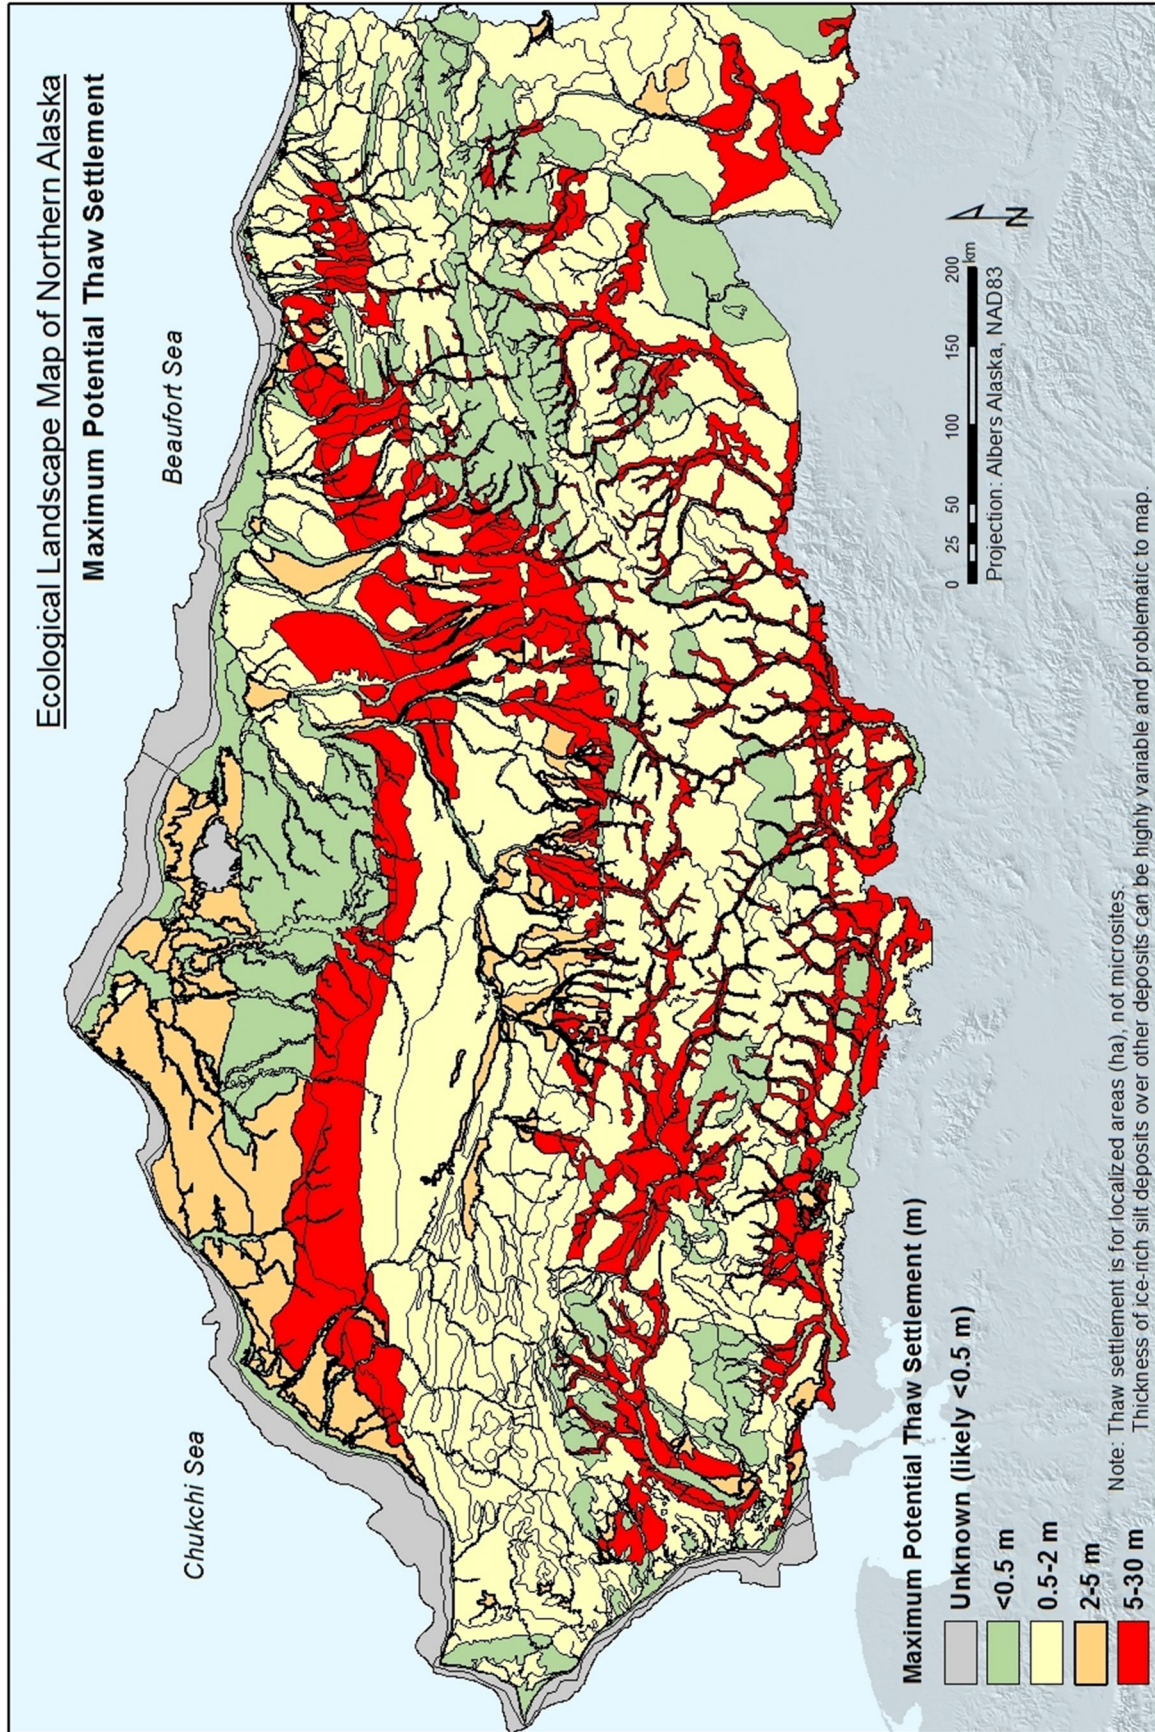 Ecological Landscape Map of Northern Alaska
Maximum Potential Thaw Settlement
Beaufort Sea
Chukchi Sea
Maximum Potential Thaw Settlement (m)
Unknown (likely <0.5 m)
<0.5 m
0.5-2 m
2-5 m
5-30 m
0 25 50 100 150 200
km
Projection: Albers Alaska, NAD83
N
Note: Thaw settlement is for localized areas (ha), not microsites.
Thickness of ice-rich silt deposits over other deposits can be highly variable and problematic to map.